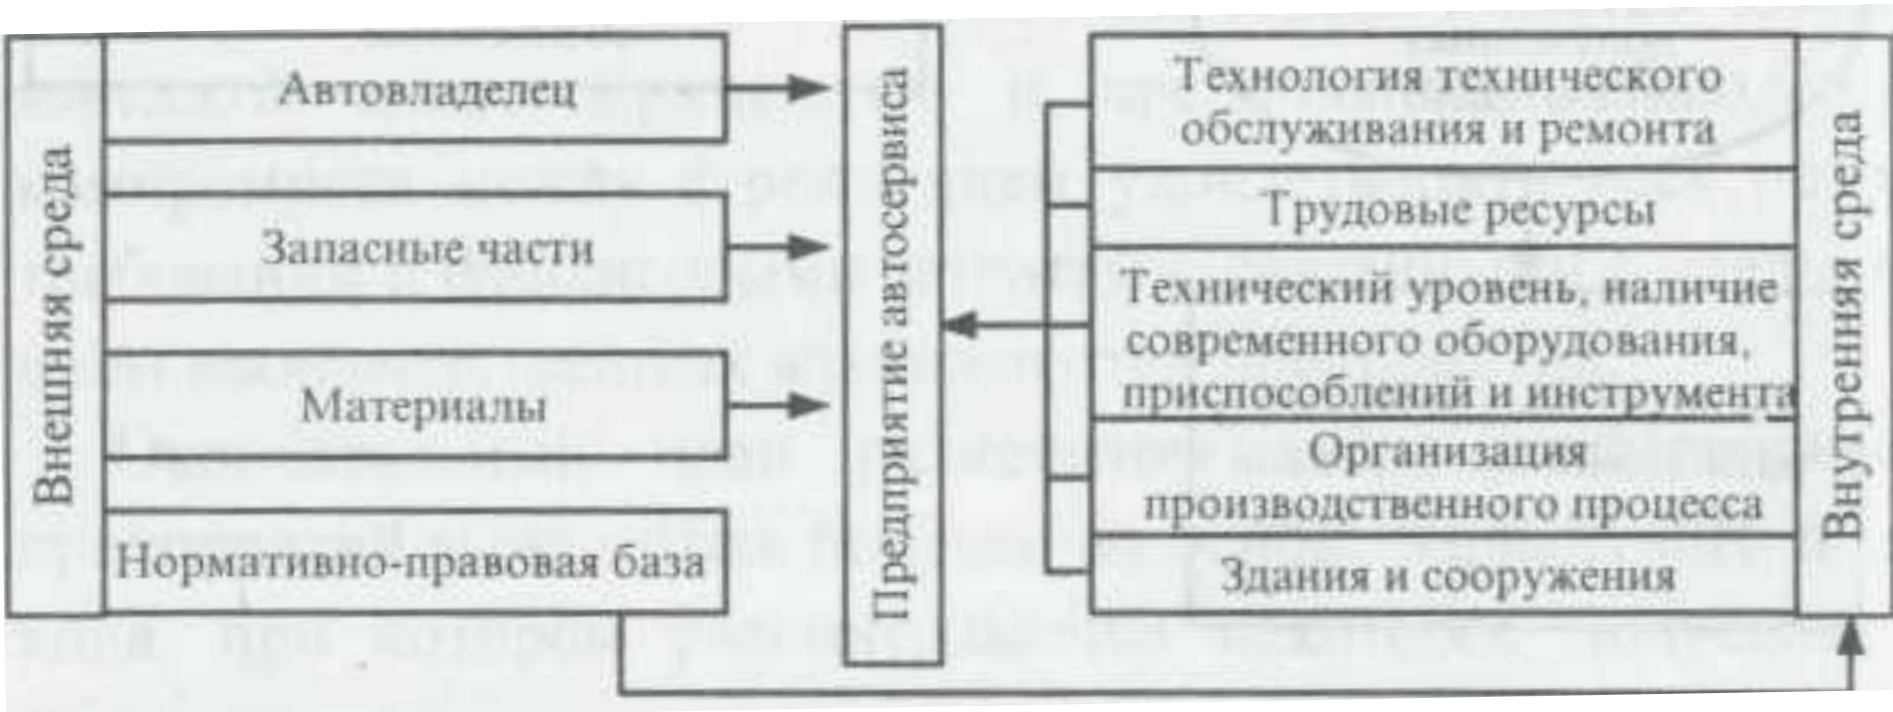 Внешняя среда
Автовладелец
Запасные части
Материалы
Нормативно-правовая база
Предприятие автосервиса
Технология технического
обслуживания и ремонта
Трудовые ресурсы
Технический уровень, наличие
современного оборудования,
приспособлений и инструмента
Организация
производственного процесса
Здания и сооружения
Внутренняя среда